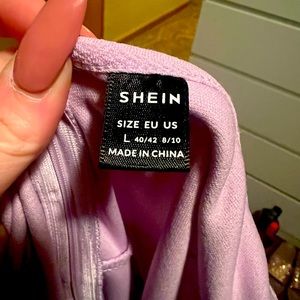 SHEIN
SIZE EU US
L 40/42 8/10
MADE IN CHINA